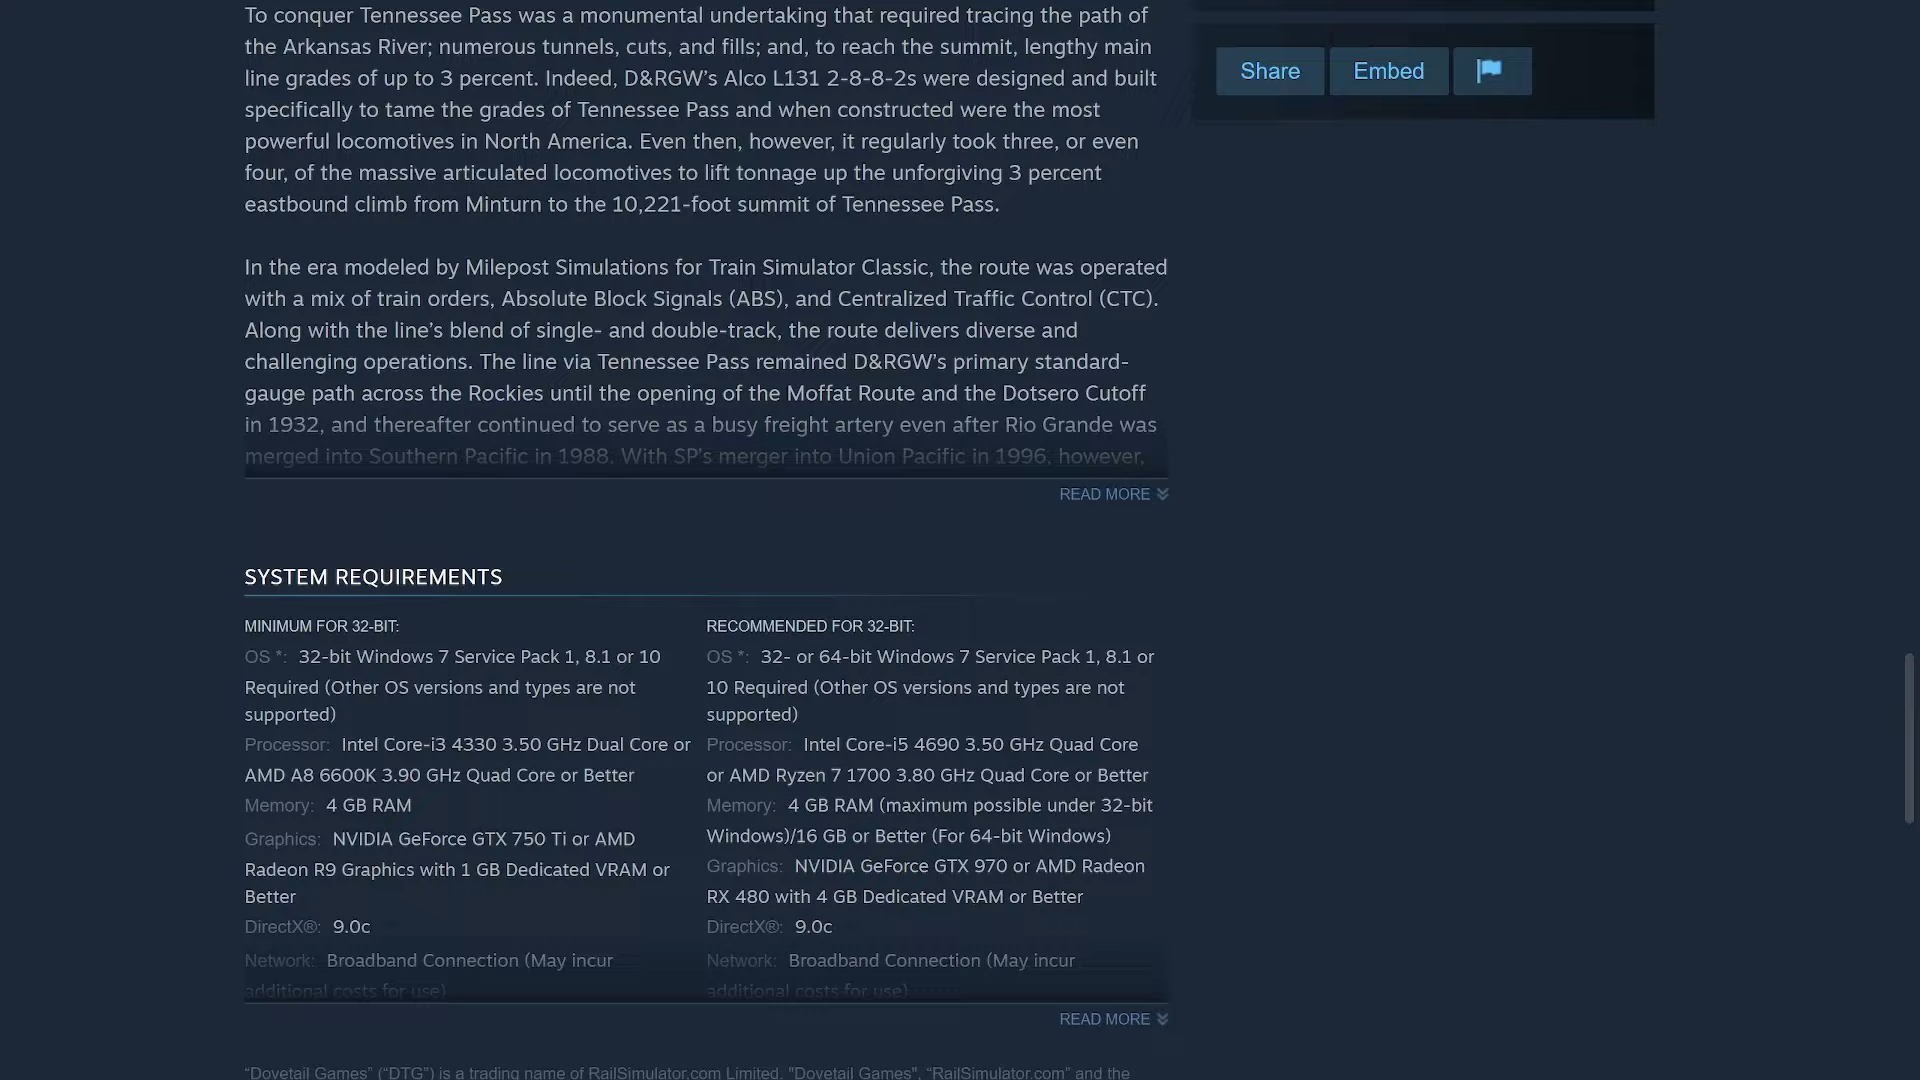 To conquer Tennessee Pass was a monumental undertaking that required tracing the path of
the Arkansas River; numerous tunnels, cuts, and fills; and, to reach the summit, lengthy main
line grades of up to 3 percent. Indeed, D&RGW’s Alco L131 2-8-8-2s were designed and built
specifically to tame the grades of Tennessee Pass and when constructed were the most
powerful locomotives in North America. Even then, however, it regularly took three, or even
four, of the massive articulated locomotives to lift tonnage up the unforgiving 3 percent
eastbound climb from Minturn to the 10,221-foot summit of Tennessee Pass.
Share Embed
In the era modeled by Milepost Simulations for Train Simulator Classic, the route was operated
with a mix of train orders, Absolute Block Signals (ABS), and Centralized Traffic Control (CTC).
Along with the line’s blend of single- and double-track, the route delivers diverse and
challenging operations. The line via Tennessee Pass remained D&RGW’s primary standard-
gauge path across the Rockies until the opening of the Moffat Route and the Dotsero Cutoff
in 1932, and thereafter continued to serve as a busy freight artery even after Rio Grande was
merged into Southern Pacific in 1988. With SP’s merger into Union Pacific in 1996, however,
READ MORE
SYSTEM REQUIREMENTS
MINIMUM FOR 32-BIT:
OS *: 32-bit Windows 7 Service Pack 1, 8.1 or 10
Required (Other OS versions and types are not
supported)
Processor: Intel Core-i3 4330 3.50 GHz Dual Core or
AMD A8 6600K 3.90 GHz Quad Core or Better
Memory: 4 GB RAM
Graphics: NVIDIA GeForce GTX 750 Ti or AMD
Radeon R9 Graphics with 1 GB Dedicated VRAM or
Better
DirectX®: 9.0c
Network: Broadband Connection (May incur
additional costs for use)
RECOMMENDED FOR 32-BIT:
OS *: 32- or 64-bit Windows 7 Service Pack 1, 8.1 or
10 Required (Other OS versions and types are not
supported)
Processor: Intel Core-i5 4690 3.50 GHz Quad Core
or AMD Ryzen 7 1700 3.80 GHz Quad Core or Better
Memory: 4 GB RAM (maximum possible under 32-bit
Windows)/16 GB or Better (For 64-bit Windows)
Graphics: NVIDIA GeForce GTX 970 or AMD Radeon
RX 480 with 4 GB Dedicated VRAM or Better
DirectX®: 9.0c
Network: Broadband Connection (May incur
additional costs for use)
READ MORE
“Dovetail Games” (“DTG”) is a trading name of RailSimulator.com Limited. "Dovetail Games", “RailSimulator.com” and the